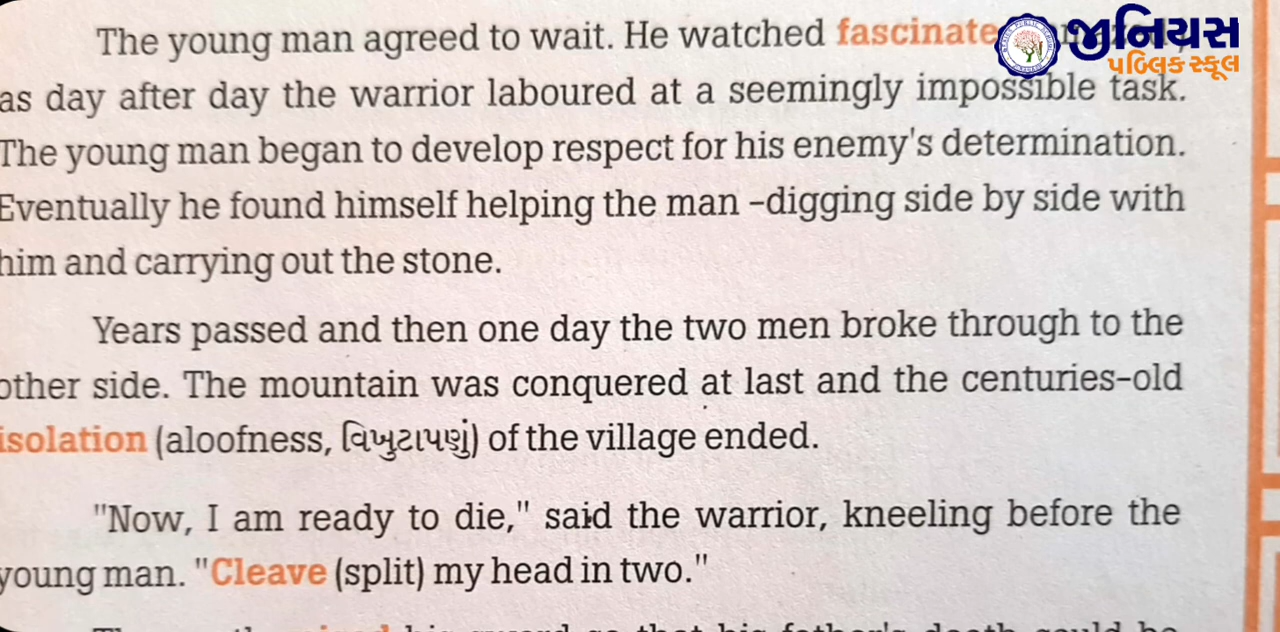 જીનિયસ
પબ્લિક સ્કૂલ
The young man agreed to wait. He watched fascinate
as day after day the warrior laboured at a seemingly impossible task.
The young man began to develop respect for his enemy's determination.
Eventually he found himself helping the man –digging side by side with
him and carrying out the stone.
Years passed and then one day the two men broke through to the
other side. The mountain was conquered at last and the centuries-old
isolation (aloofness, વિખુટાપણું) of the village ended.
"Now, I am ready to die," said the warrior, kneeling before the
young man. "Cleave (split) my head in two."